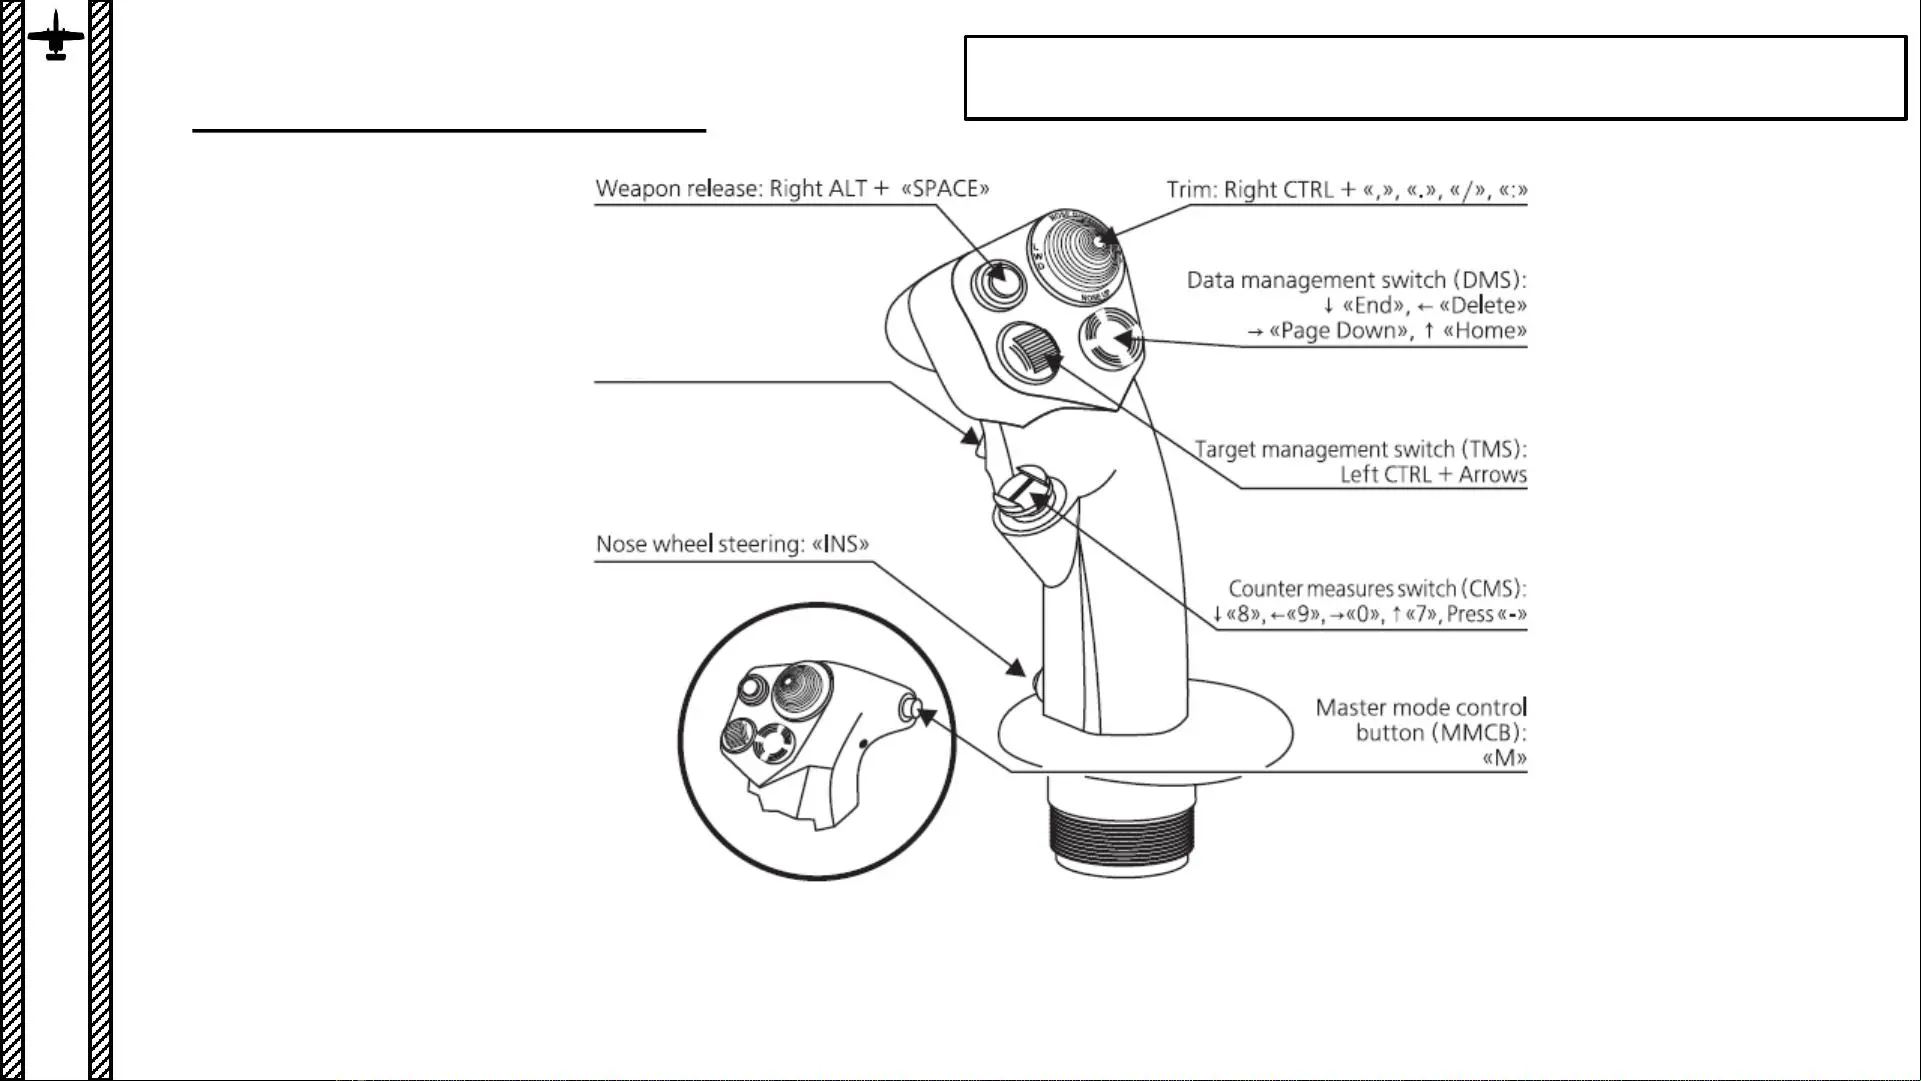 Weapon release: Right ALT + «SPACE»
Trim: Right CTRL + «,», «.», «/», «:»
NOSE UP
Data management switch (DMS):
↓ «End», ← «Delete»
→ «Page Down», ↑ «Home»
Target management switch (TMS):
Left CTRL + Arrows
Nose wheel steering: «INS»
Counter measures switch (CMS):
↓«8», ←«9», →«0», ↑«7», Press «-»
Master mode control
button (MMCB):
«M»